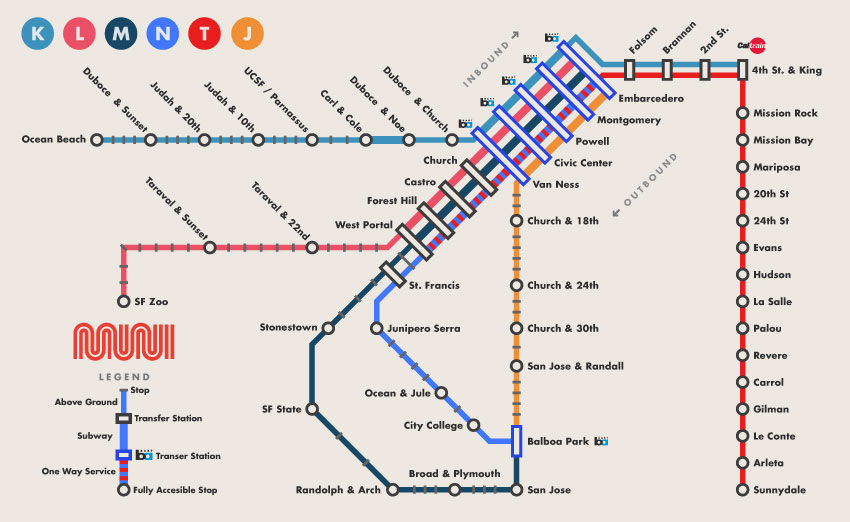 K L M N T J
INBOUND
Folsom
Brannan
2nd St.
Caltrain
4th St. & King
Duboce & Sunset
Judah & 20th
Judah & 10th
UCSF / Parnassus
Carl & Cole
Duboce & Noe
Duboce & Church
Ocean Beach
Embarcedero
Montgomery
Powell
Civic Center
Van Ness
OUTBOUND
Church
Castro
Forest Hill
West Portal
Taraval & Sunset
Taraval & 22nd
SF Zoo
St. Francis
Stonestown
Junipero Serra
Ocean & Jule
City College
SF State
Randolph & Arch
Broad & Plymouth
San Jose
Church & 18th
Church & 24th
Church & 30th
San Jose & Randall
Balboa Park
ba
Mission Rock
Mission Bay
Mariposa
20th St
24th St
Evans
Hudson
La Salle
Palou
Revere
Carrol
Gilman
Le Conte
Arleta
Sunnydale
MUNI
LEGEND
Stop
Above Ground
Transfer Station
Subway
ba Transer Station
One Way Service
Fully Accesible Stop